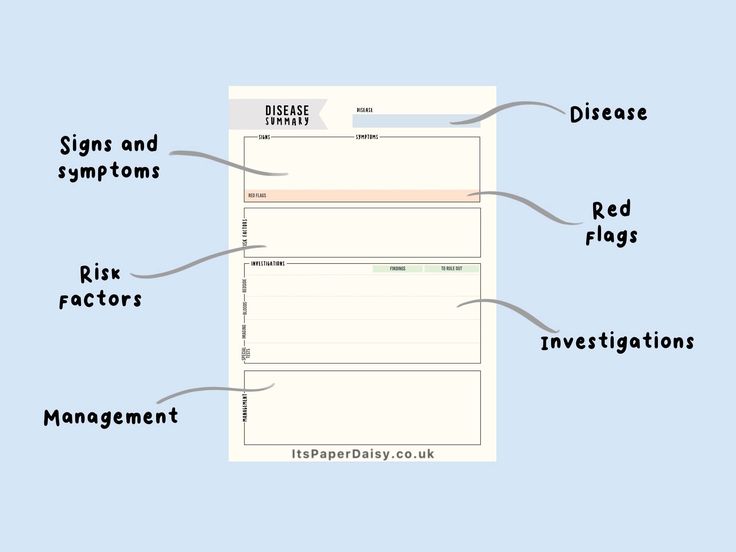 DISEASE
SUMMARY
DISEASE
Disease
Signs and
symptoms
SIGNS
SYMPTOMS
RED FLAGS
Red
Flags
RISK FACTORS
Risk
Factors
INVESTIGATIONS
FINDINGS
TO RULE OUT
BEDSIDE
BLOODS
IMAGING
SPECIAL
TESTS
Investigations
MANAGEMENT
Management
ItsPaperDaisy.co.uk